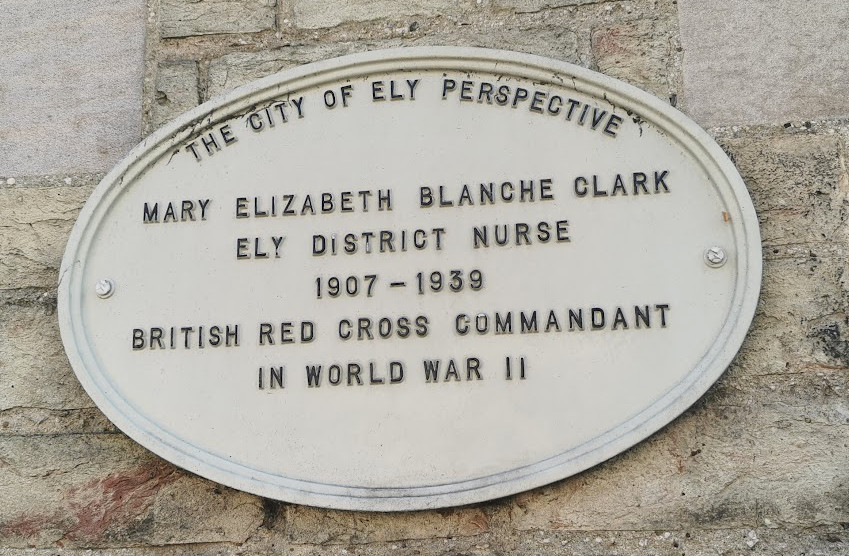 THE CITY OF ELY PERSPECTIVE
MARY ELIZABETH BLANCHE CLARK
ELY DISTRICT NURSE
1907 - 1939
BRITISH RED CROSS COMMANDANT
IN WORLD WAR II